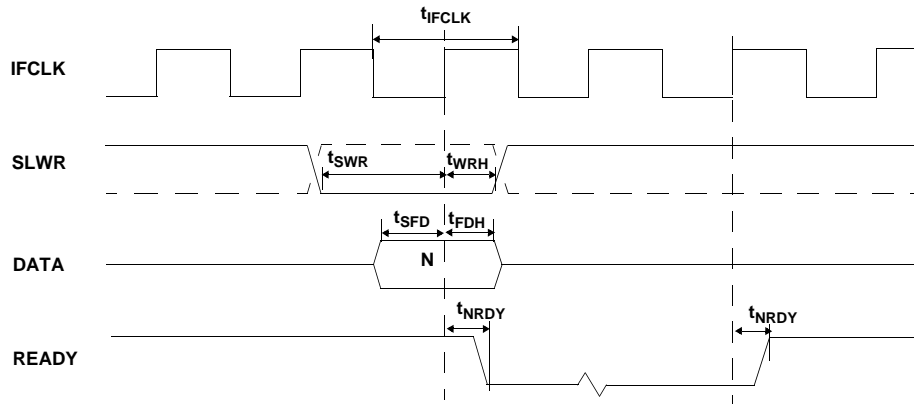 tIFCLK
IFCLK
SLWR
tSWR
tWRH
tSFD
tFDH
DATA
N
tNRDY
tNRDY
READY